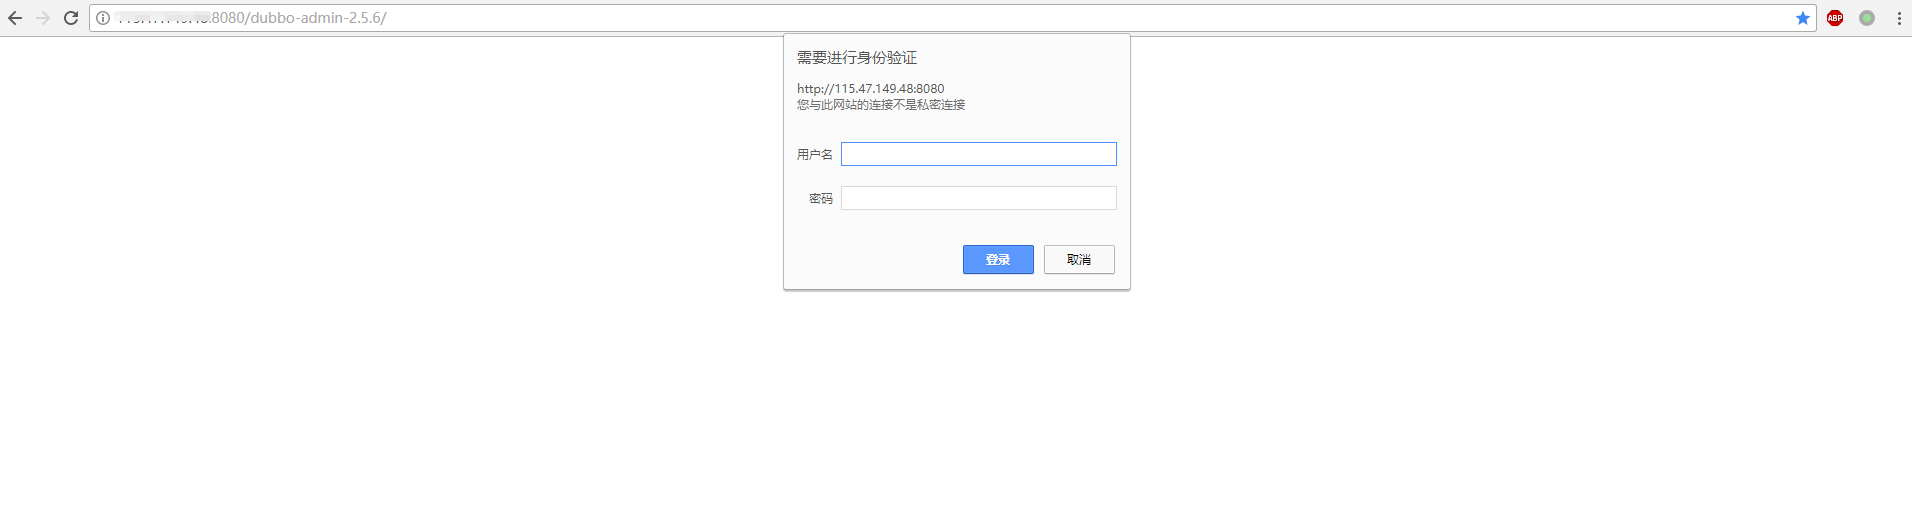 :8080/dubbo-admin-2.5.6/
ABP
需要进行身份验证
http://115.47.149.48:8080
您与此网站的连接不是私密连接
用户名
密码
登录
取消